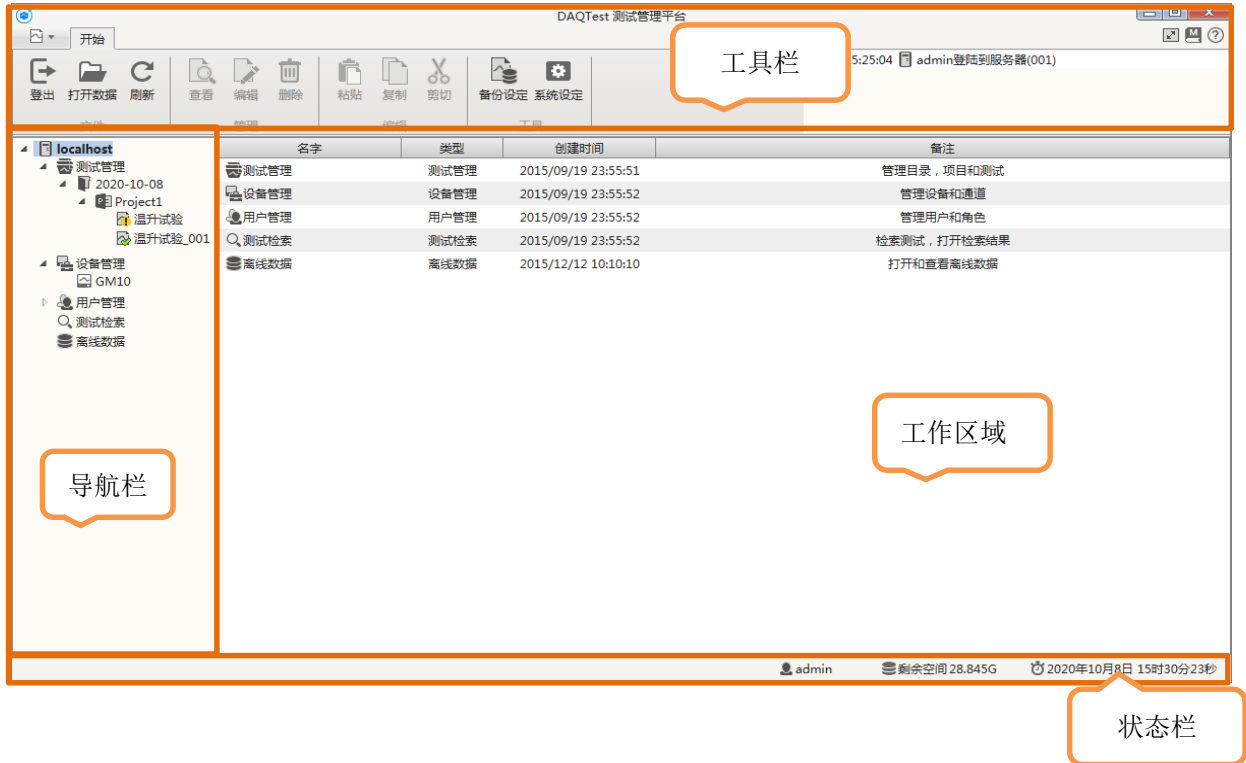 DAQTest 测试管理平台
开始
登出 打开数据 刷新 查看 编辑 删除 粘贴 复制 剪切 备份设定 系统设定
管理 编辑 工具
工具栏
5:25:04 admin登陆到服务器(001)
localhost
测试管理
2020-10-08
Project1
温升试验
温升试验_001
设备管理
GM10
用户管理
测试检索
离线数据
导航栏
名字 类型 创建时间 备注
测试管理 测试管理 2015/09/19 23:55:51 管理目录，项目和测试
设备管理 设备管理 2015/09/19 23:55:52 管理设备和通道
用户管理 用户管理 2015/09/19 23:55:52 管理用户和角色
测试检索 测试检索 2015/09/19 23:55:52 检索测试，打开检索结果
离线数据 离线数据 2015/12/12 10:10:10 打开和查看离线数据
工作区域
admin 剩余空间 28.845G 2020年10月8日 15时30分23秒
状态栏